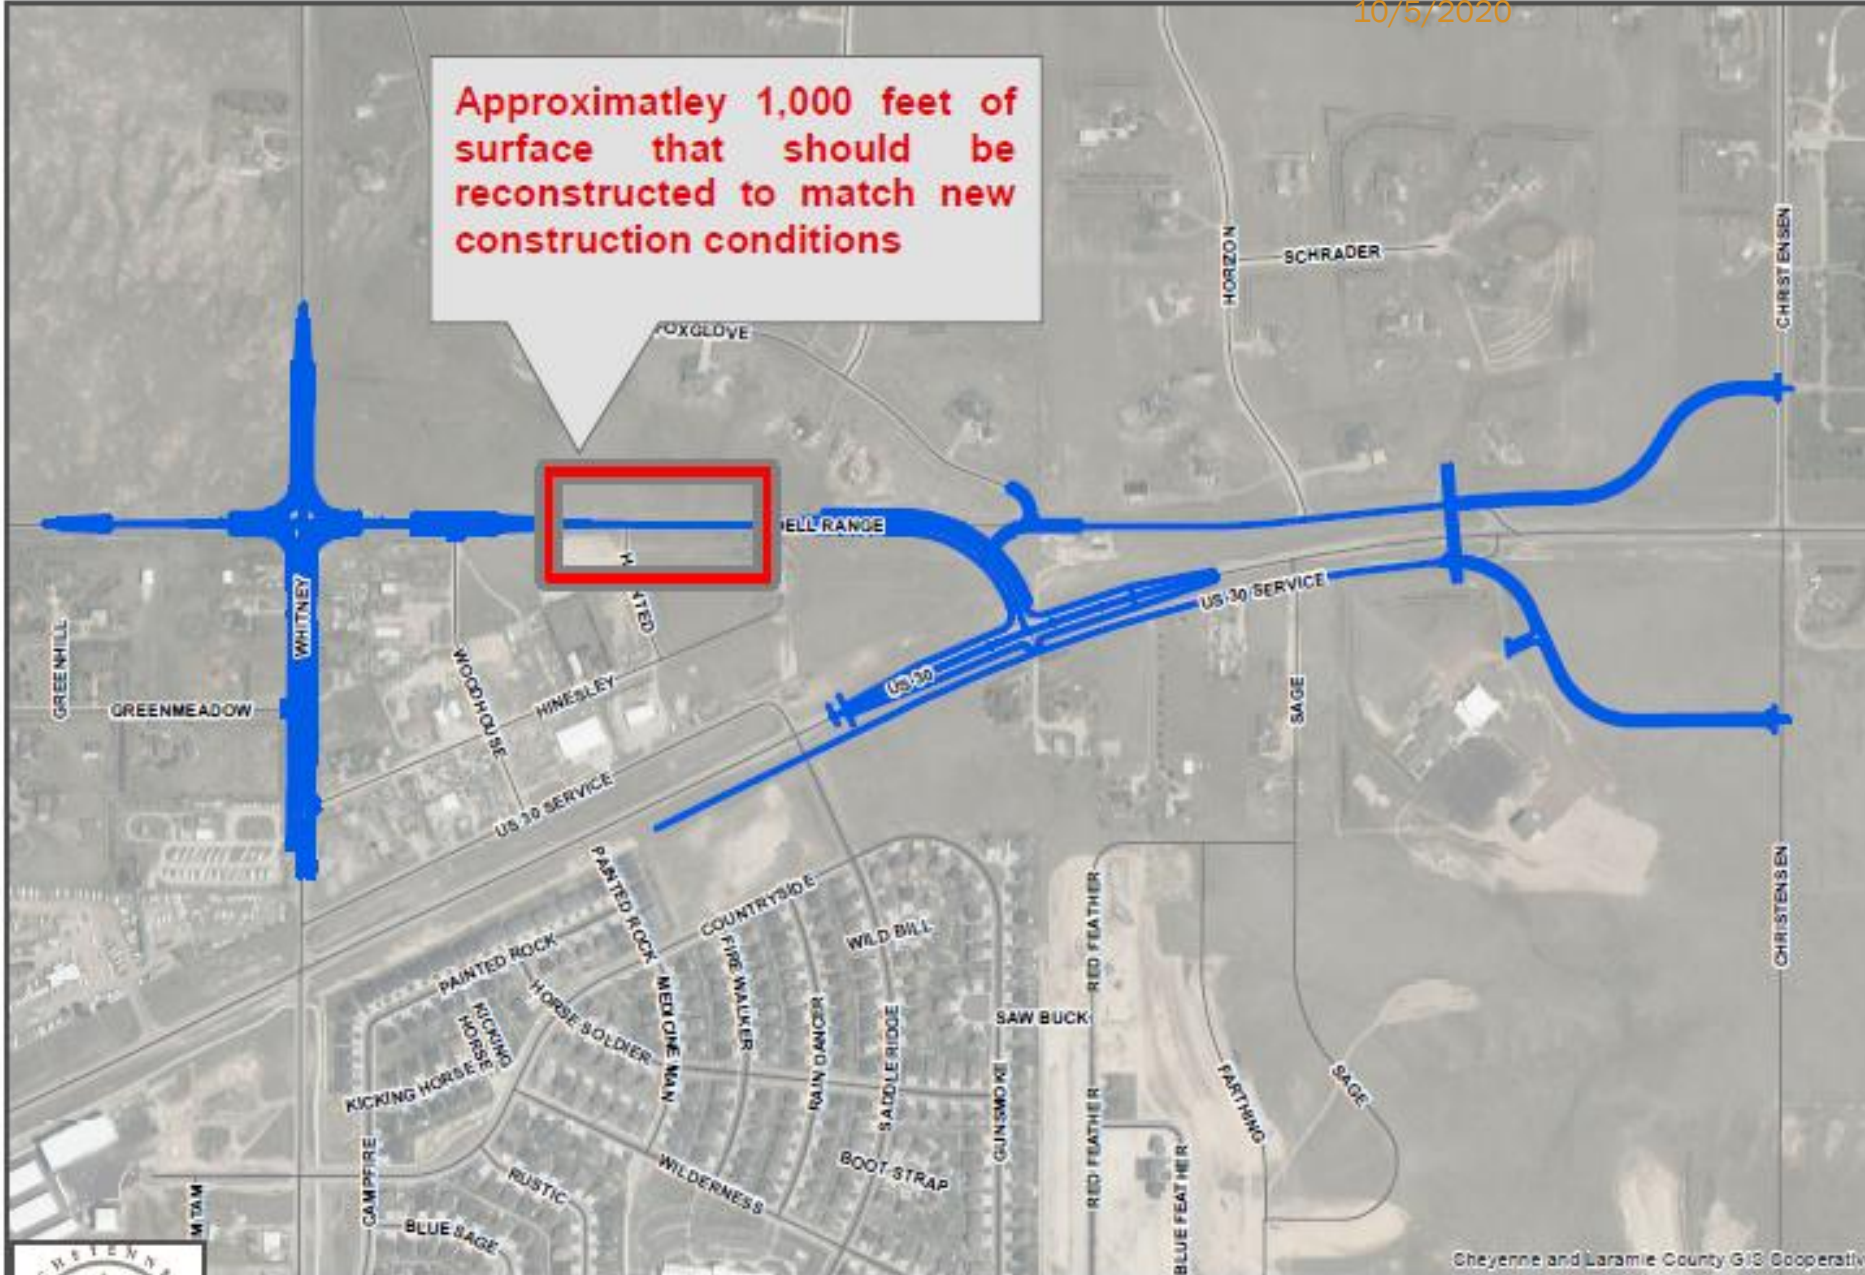 10/5/2020
Approximatley 1,000 feet of
surface that should be
reconstructed to match new
construction conditions
HORIZON
SCHRADER
CHRISTENSEN
OXGLOVE
DELL RANGE
WHITNEY
GREENHILL
GREENMEADOW
WOODHOUSE
HINESLEY
NTED
US-30
US 30 SERVICE
US 30 SERVICE
SAGE
PAINTED ROCK
PAINTED ROCK
COUNTRYSIDE
FIRE WALKER
WILD BILL
RED FEATHER
CHRISTENSEN
KICKING
HORSE
HORSE SOLDIER
MEDICINE MAN
RAIN DANCER
SADDLE RIDGE
SAW BUCK
KICKING HORSE
GUNSMOKE
RED FEATHER
FARTHING
SAGE
CAMPFIRE
RUSTIC
WILDERNESS
BOOT STRAP
BLUE FEATHER
BLUE SAGE
Cheyenne and Laramie County GIS Cooperativ